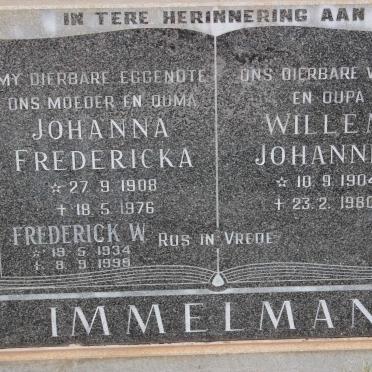 IN TERE HERINNERING AAN
MY DIERBARE EGGENOTE
ONS MOEDER EN OUMA
JOHANNA
FREDERICKA
☆ 27.9.1908
✝ 18.5.1976
FREDERICK W
☆ 19.5.1934
✝ 8.9.1999
RUS IN VREDE
ONS DIERBARE V
EN OUPA
WILLEM
JOHANNE
☆ 10.9.1904
✝ 23.2.1980
IMMELMAN